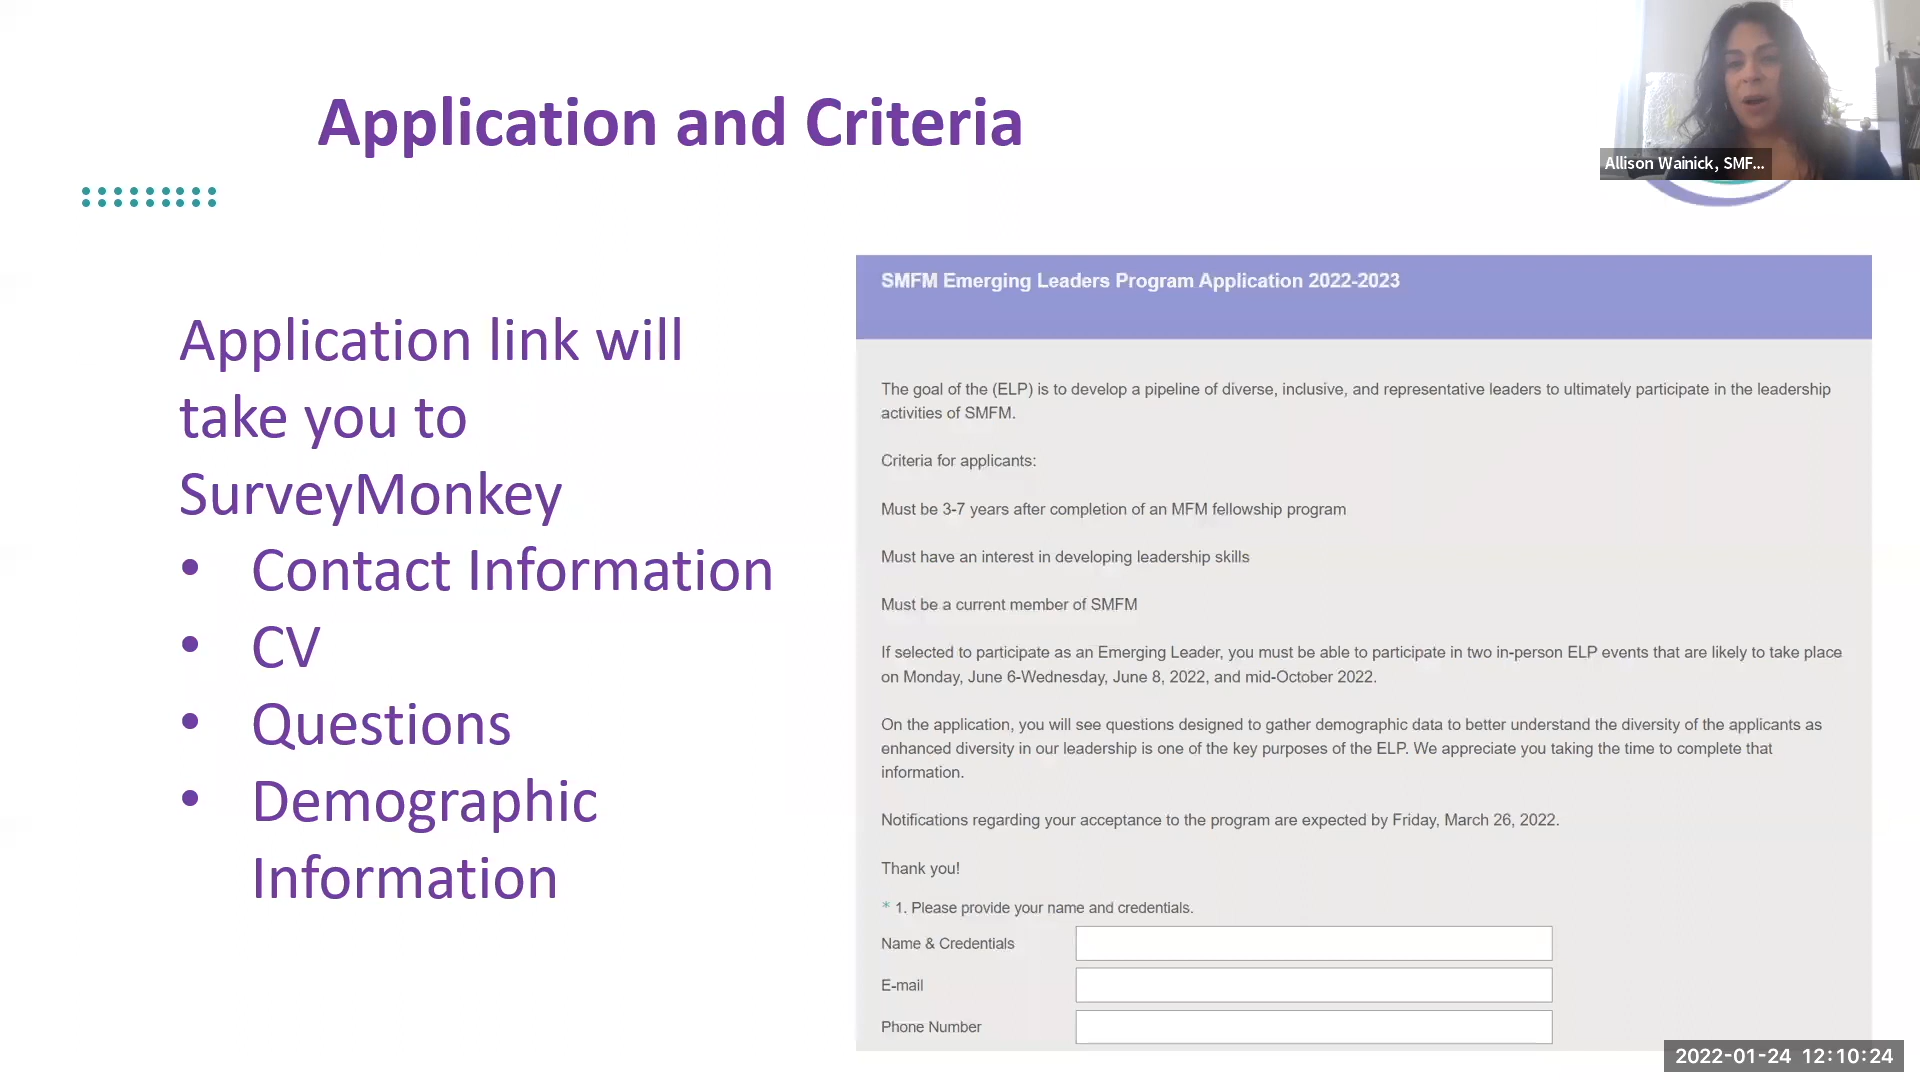 Application and Criteria
Allison Wainick, SMF...
Application link will
take you to
SurveyMonkey
• Contact Information
• CV
• Questions
• Demographic
Information
SMFM Emerging Leaders Program Application 2022-2023
The goal of the (ELP) is to develop a pipeline of diverse, inclusive, and representative leaders to ultimately participate in the leadership
activities of SMFM.
Criteria for applicants:
Must be 3-7 years after completion of an MFM fellowship program
Must have an interest in developing leadership skills
Must be a current member of SMFM
If selected to participate as an Emerging Leader, you must be able to participate in two in-person ELP events that are likely to take place
on Monday, June 6-Wednesday, June 8, 2022, and mid-October 2022.
On the application, you will see questions designed to gather demographic data to better understand the diversity of the applicants as
enhanced diversity in our leadership is one of the key purposes of the ELP. We appreciate you taking the time to complete that
information.
Notifications regarding your acceptance to the program are expected by Friday, March 26, 2022.
Thank you!
* 1. Please provide your name and credentials.
Name & Credentials
E-mail
Phone Number
2022-01-24 12:10:24